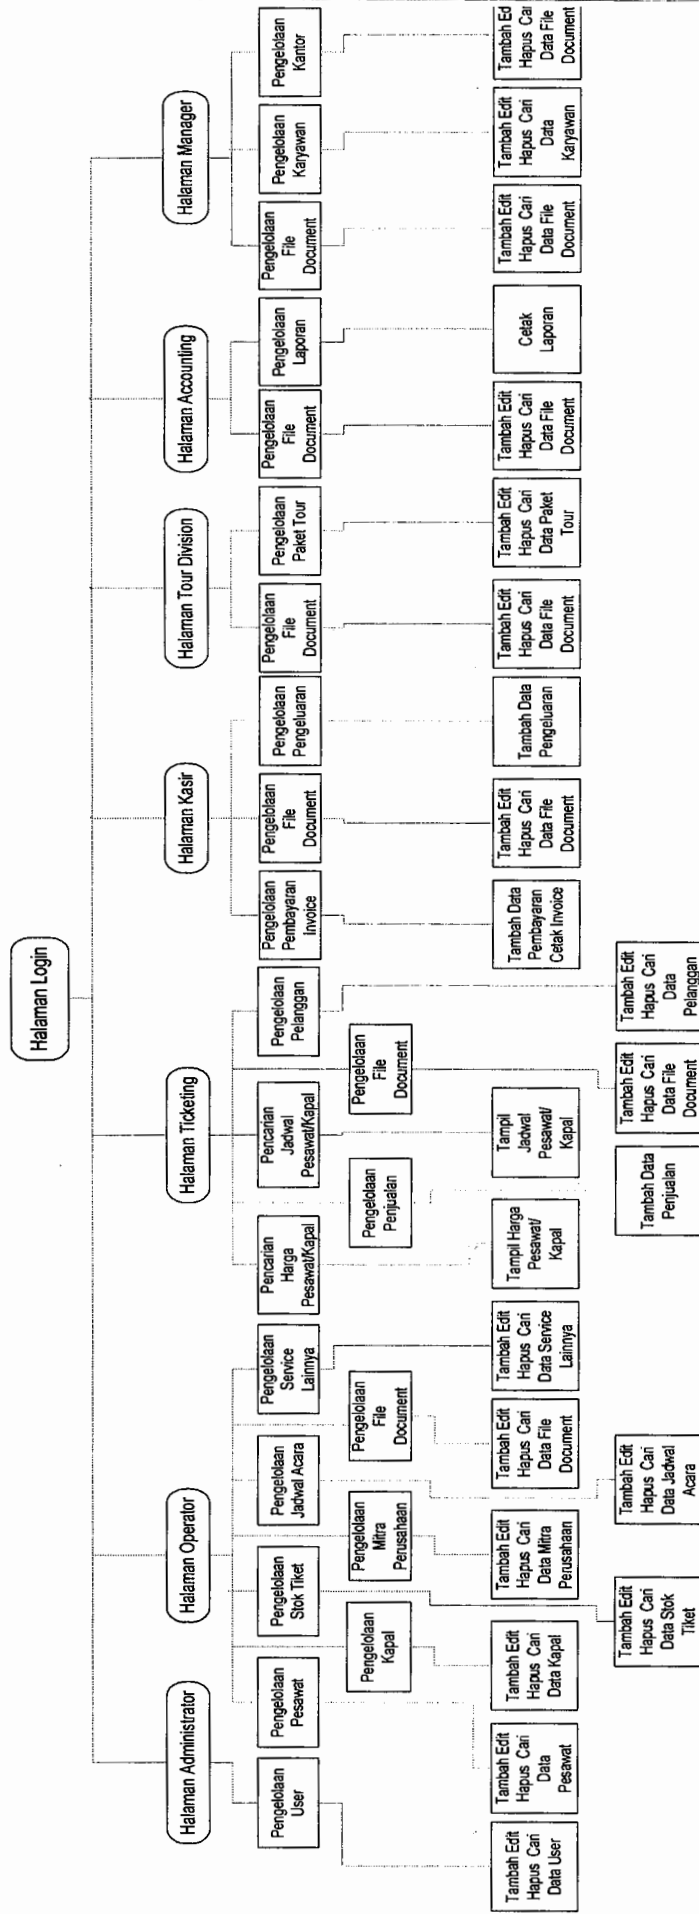 Halaman Login
Halaman Administrator
Halaman Operator
Halaman Ticketing
Halaman Kasir
Halaman Tour Division
Halaman Accounting
Halaman Manager
Pengelolaan
User
Pengelolaan
Pesawat
Pengelolaan
Stok Tiket
Pengelolaan
Jadwal Acara
Pengelolaan
Service
Lainnya
Pencarian
Harga
Pesawat/Kapal
Pencarian
Jadwal
Pesawat/Kapal
Pengelolaan
Pelanggan
Pengelolaan
Pembayaran
Invoice
Pengelolaan
File
Document
Pengelolaan
Pengeluaran
Pengelolaan
File
Document
Pengelolaan
Paket Tour
Pengelolaan
File
Document
Pengelolaan
Laporan
Pengelolaan
File
Document
Pengelolaan
Karyawan
Pengelolaan
Kantor
Pengelolaan
Kapal
Pengelolaan
Mitra
Perusahaan
Pengelolaan
File
Document
Pengelolaan
Penjualan
Pengelolaan
File
Document
Tambah Edit
Hapus Cari
Data User
Tambah Edit
Hapus Cari
Data
Pesawat
Tambah Edit
Hapus Cari
Data Kapal
Tambah Edit
Hapus Cari
Data Mitra
Perusahaan
Tambah Edit
Hapus Cari
Data File
Document
Tambah Edit
Hapus Cari
Data Service
Lainnya
Tampil Harga
Pesawat/
Kapal
Tampil
Jadwal
Pesawat/
Kapal
Tambah Data
Pembayaran
Cetak Invoice
Tambah Edit
Hapus Cari
Data File
Document
Tambah Data
Pengeluaran
Tambah Edit
Hapus Cari
Data File
Document
Tambah Edit
Hapus Cari
Data Paket
Tour
Tambah Edit
Hapus Cari
Data File
Document
Cetak
Laporan
Tambah Edit
Hapus Cari
Data File
Document
Tambah Edit
Hapus Cari
Data
Karyawan
Tambah Ed
Hapus Car
Data File
Document
Tambah Edit
Hapus Cari
Data Stok
Tiket
Tambah Edit
Hapus Cari
Data Jadwal
Acara
Tambah Data
Penjualan
Tambah Edit
Hapus Cari
Data File
Document
Tambah Edit
Hapus Cari
Data
Pelanggan